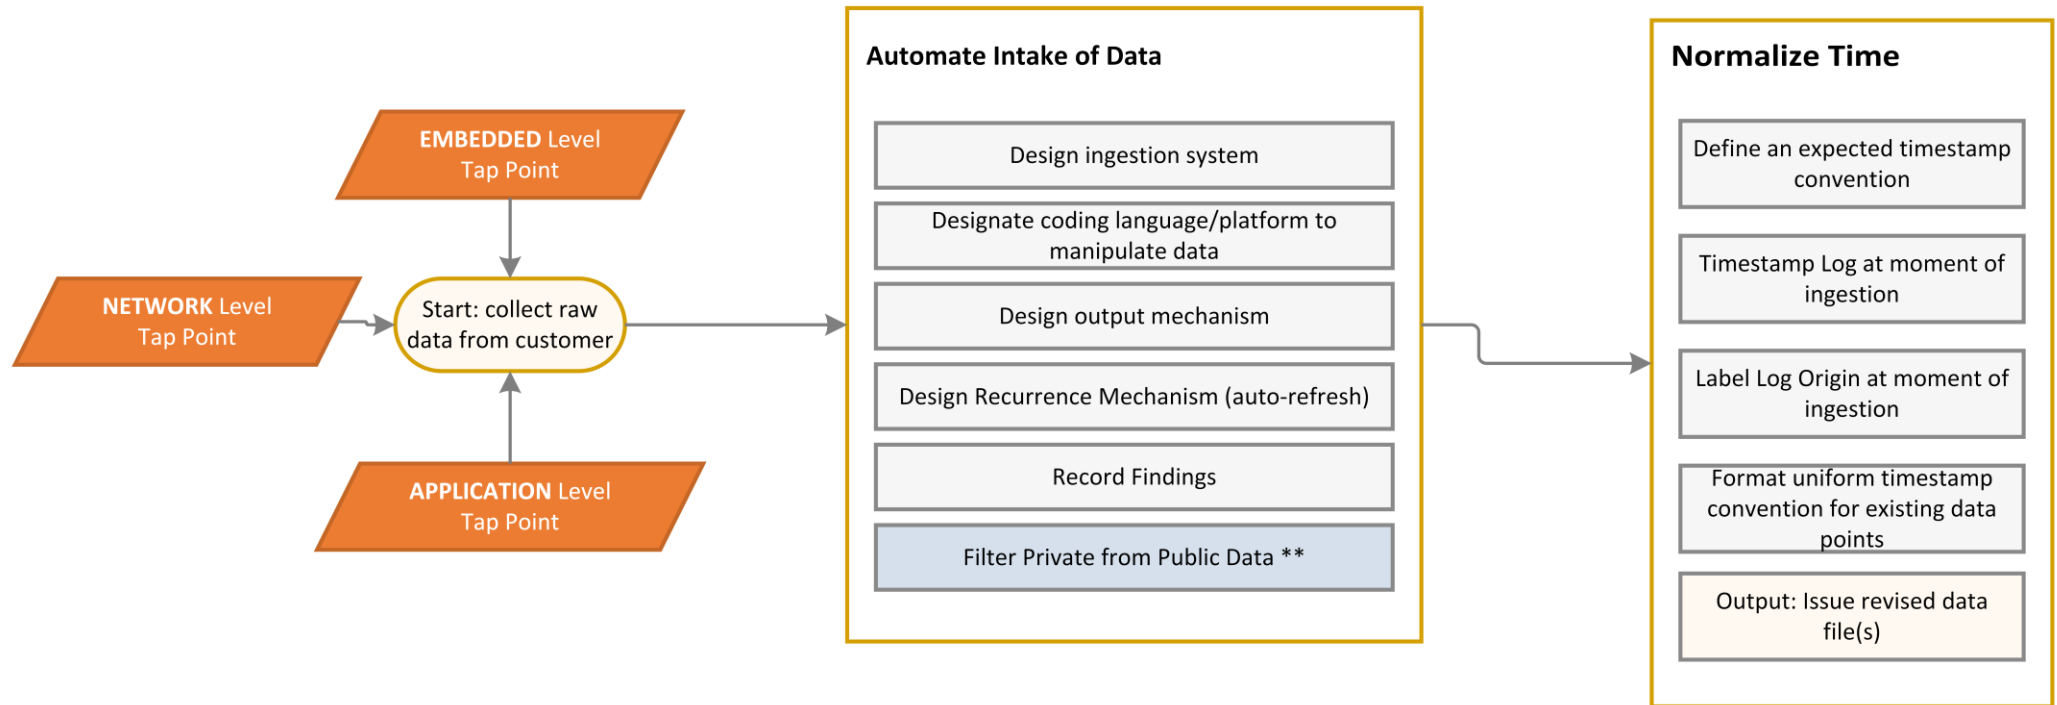 EMBEDDED Level
Tap Point
NETWORK Level
Tap Point
Start: collect raw
data from customer
APPLICATION Level
Tap Point
Automate Intake of Data
Design ingestion system
Designate coding language/platform to
manipulate data
Design output mechanism
Design Recurrence Mechanism (auto-refresh)
Record Findings
Filter Private from Public Data **
Normalize Time
Define an expected timestamp
convention
Timestamp Log at moment of
ingestion
Label Log Origin at moment of
ingestion
Format uniform timestamp
convention for existing data
points
Output: Issue revised data
file(s)